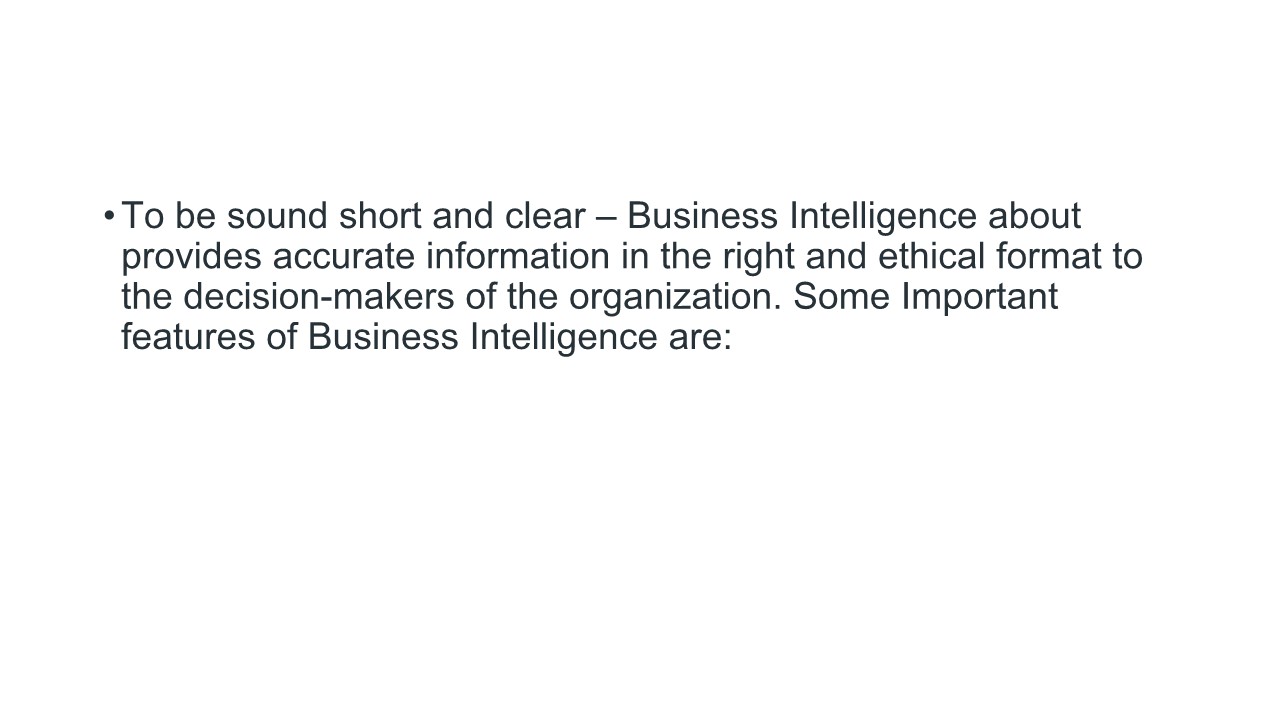 • To be sound short and clear – Business Intelligence about
provides accurate information in the right and ethical format to
the decision-makers of the organization. Some Important
features of Business Intelligence are: